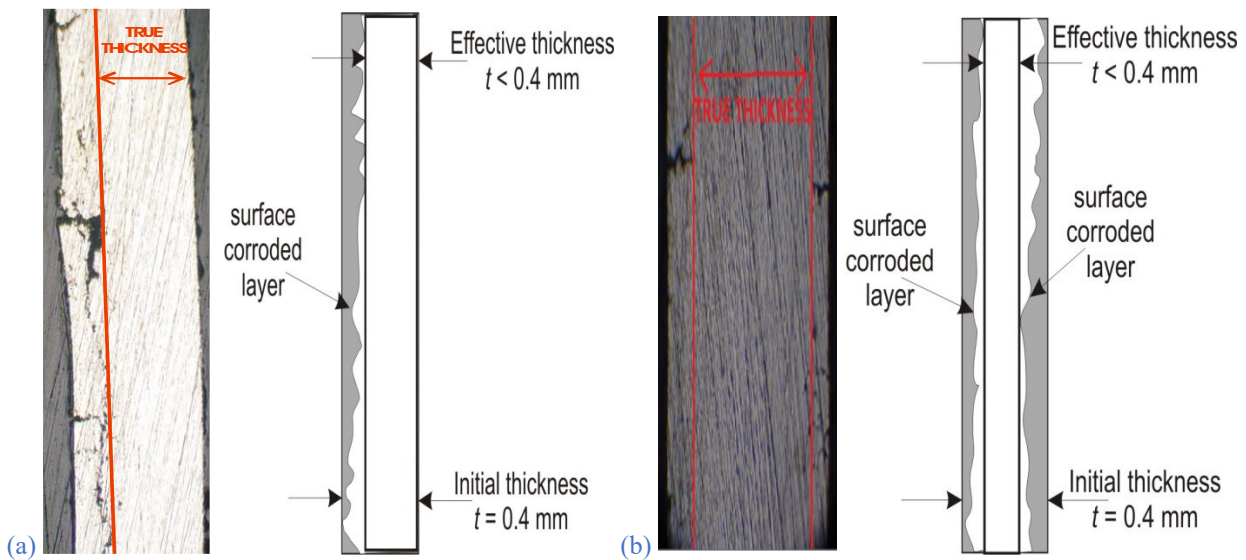 TRUE
THICKNESS
Effective thickness
t < 0.4 mm
surface
corroded
layer
Initial thickness
t = 0.4 mm
(a)
TRUE THICKNESS
Effective thickness
t < 0.4 mm
surface
corroded
layer
surface
corroded
layer
Initial thickness
t = 0.4 mm
(b)